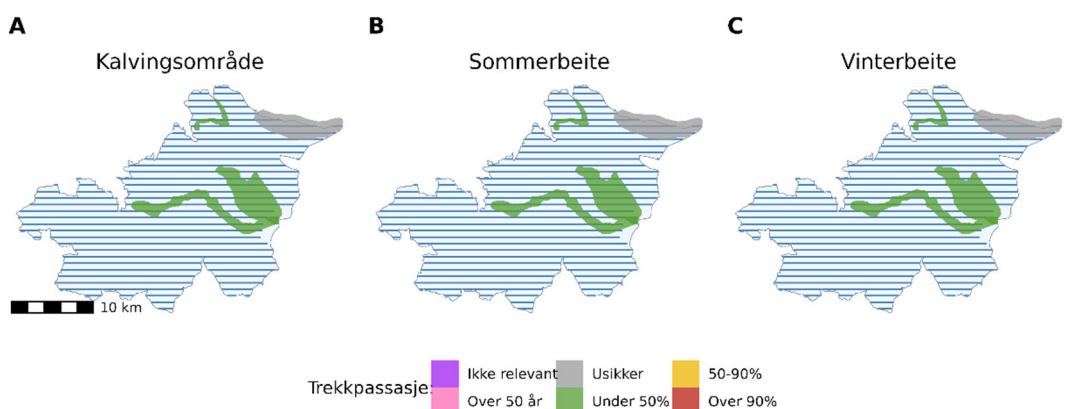 A B C
Kalvingsområde Sommerbeite Vinterbeite
10 km
Trekkpassasje:
Ikke relevant Usikker 50-90%
Over 50 år Under 50% Over 90%